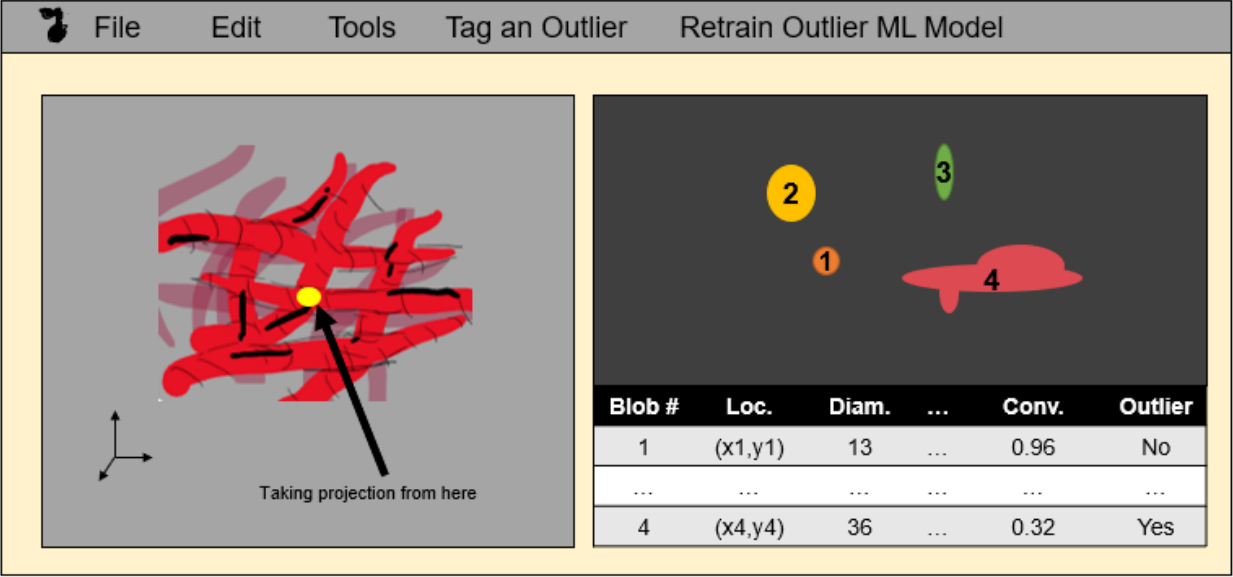 File Edit Tools Tag an Outlier Retrain Outlier ML Model
Taking projection from here
2
3
1
4
Blob # Loc. Diam. ... Conv. Outlier
1 (x1,y1) 13 ... 0.96 No
... ... ... ... ... ...
4 (x4,y4) 36 ... 0.32 Yes